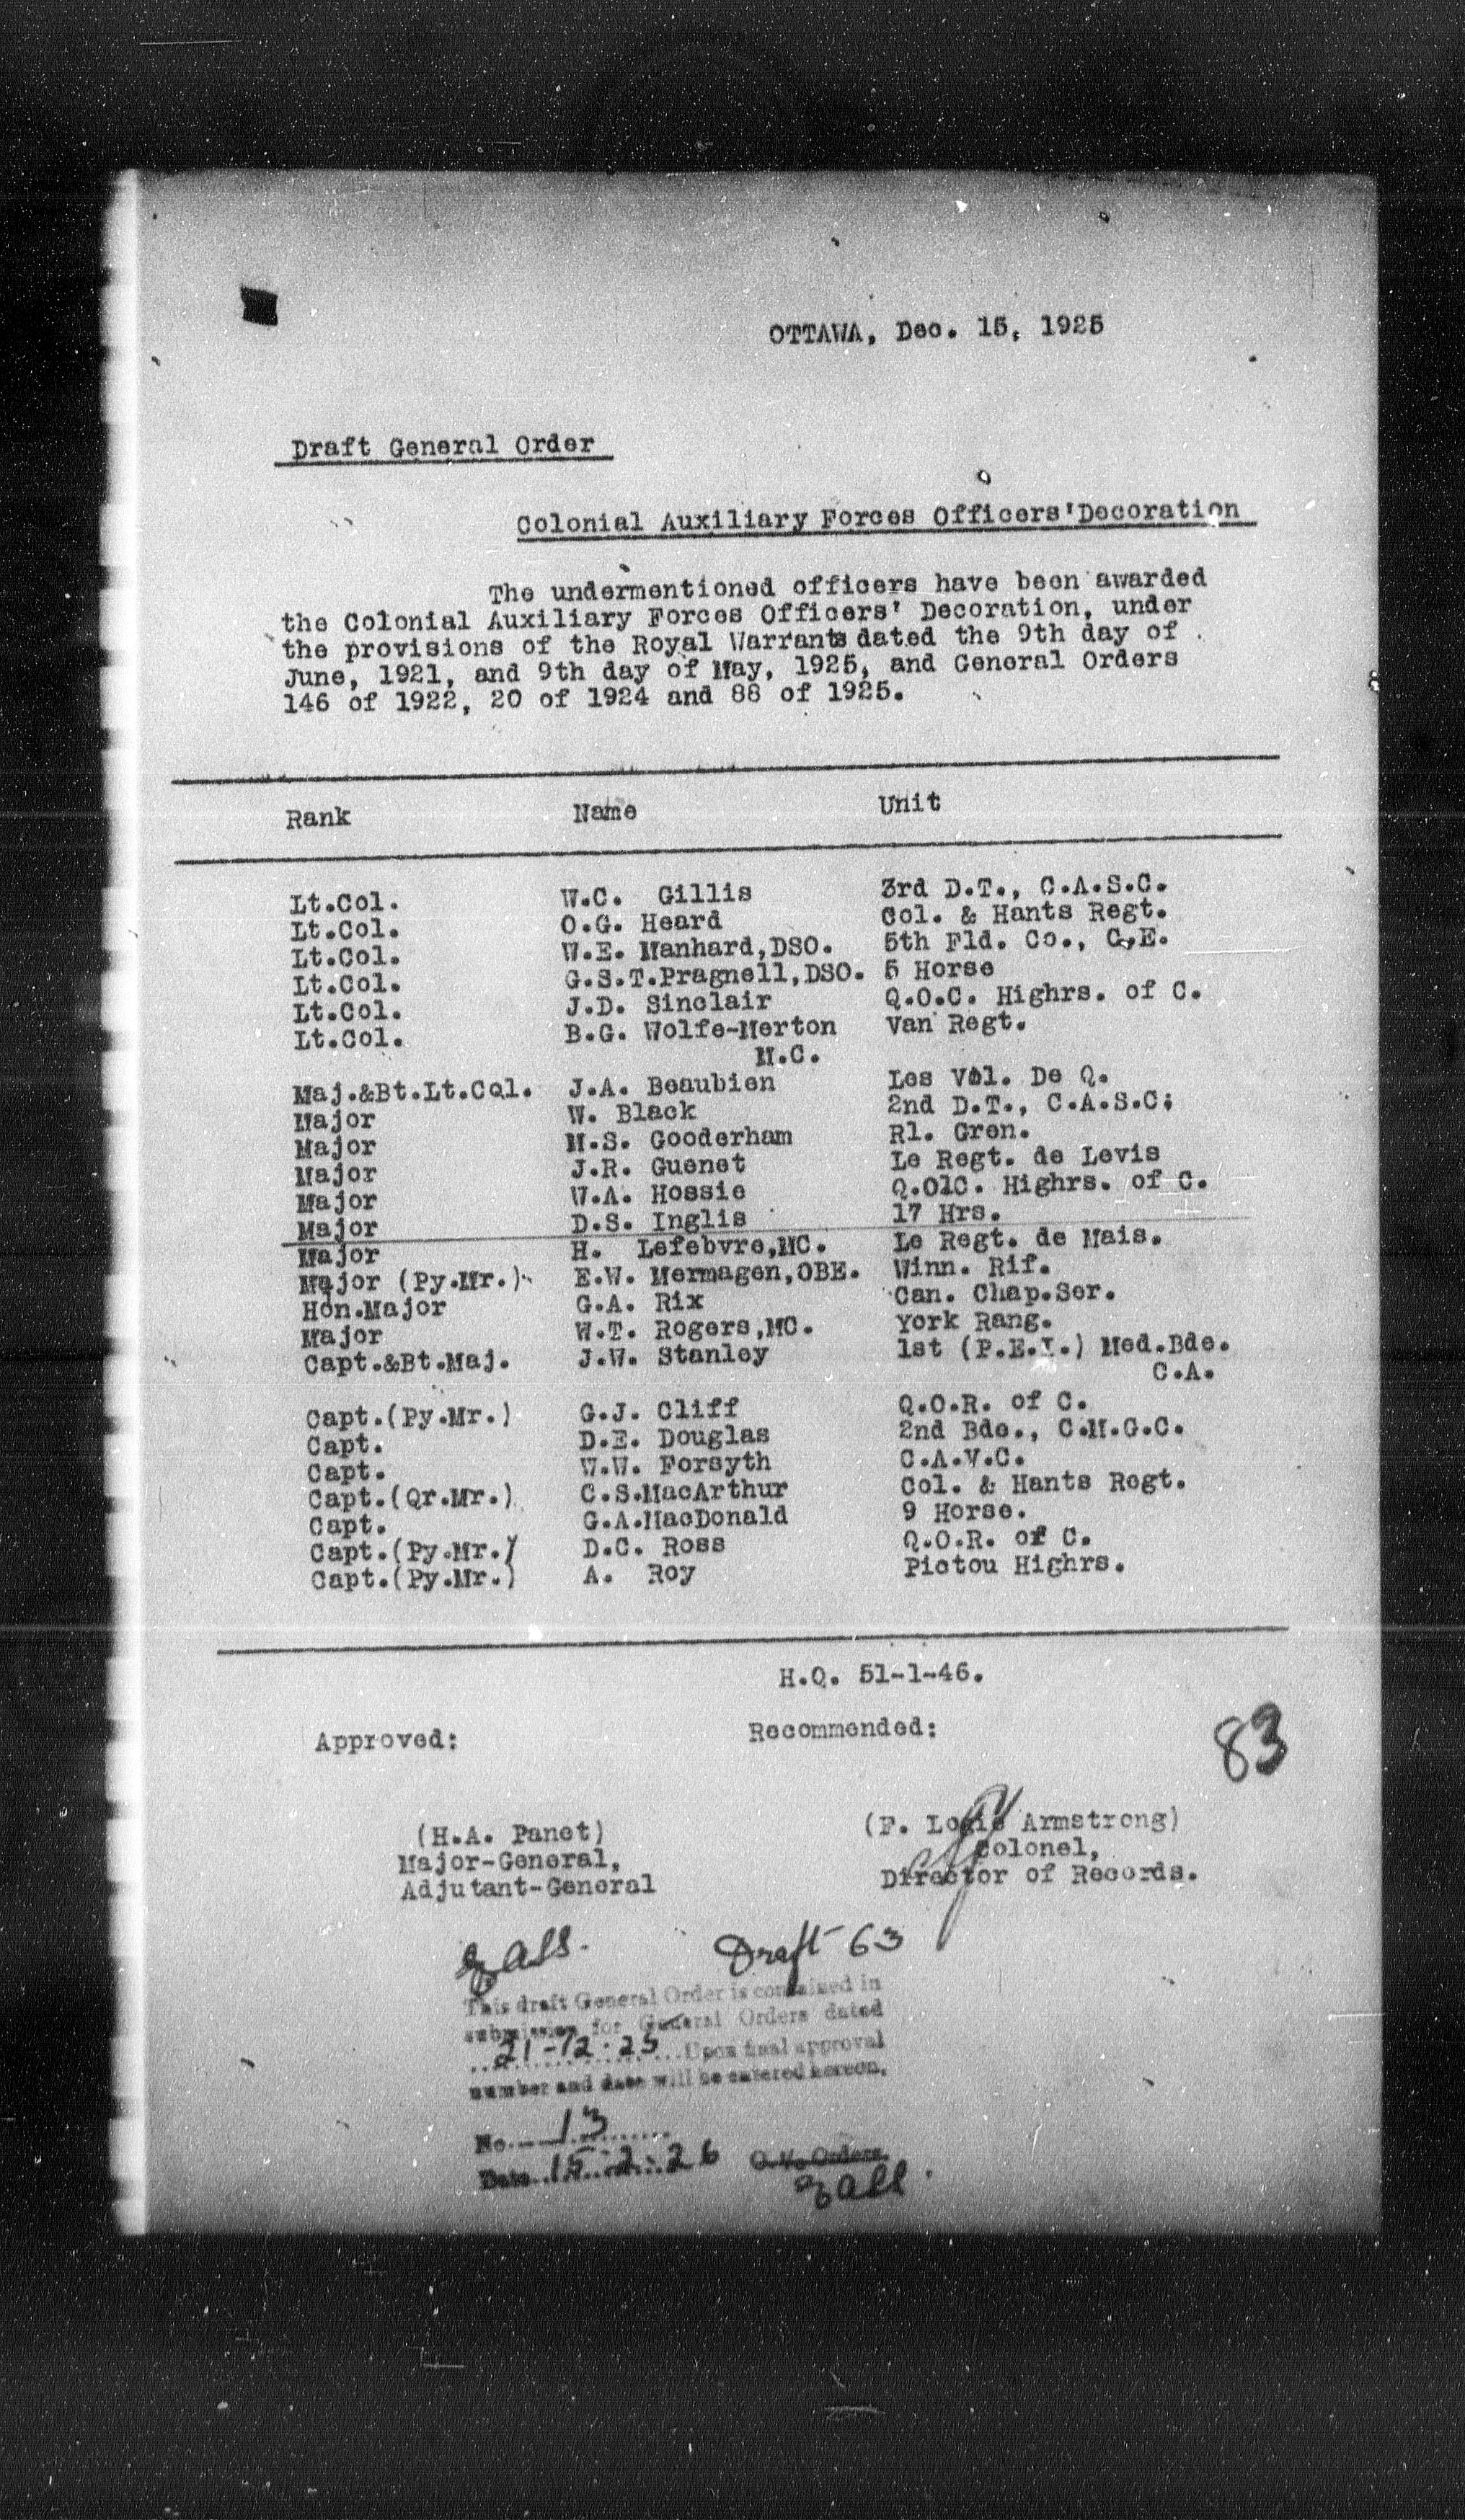 OTTAWA, Dec. 15, 1925
Draft General Order
Colonial Auxiliary Forces Officers'Decoration
The undermentioned officers have been awarded
the Colonial Auxiliary Forces Officers' Decoration, under
the provisions of the Royal Warrants dated the 9th day of
June, 1921, and 9th day of May, 1925, and General Orders
146 of 1922, 20 of 1924 and 88 of 1925.
Rank Name Unit
Lt.Col. W.C. Gillis 3rd D.T., C.A.S.C.
Lt.Col. O.G. Heard Col. & Hants Regt.
Lt.Col. W.E. Manhard,DSO. 5th Fld. Co., C,E.
Lt.Col. G.S.T.Pragnell,DSO. 5 Horse
Lt.Col. J.D. Sinclair Q.O.C. Highrs. of C.
Lt.Col. B.G. Wolfe-Merton Van Regt.
M.C.
Maj.&Bt.Lt.Col. J.A. Beaubien Les Vol. De Q.
Major W. Black 2nd D.T., C.A.S.C.
Major M.S. Gooderham Rl. Gren.
Major J.R. Guenet Le Regt. de Levis
Major W.A. Hossie Q.OlC. Highrs. of C.
Major D.S. Inglis 17 Hrs.
Major H. Lefebvre,MC. Le Regt. de Mais.
Major (Py.Mr.) E.W. Mermagen,OBE. Winn. Rif.
Hon.Major G.A. Rix Can. Chap.Ser.
Major W.T. Rogers,MC. York Rang.
Capt.&Bt.Maj. J.W. Stanley 1st (P.E.I.) Med.Bde.
C.A.
Capt.(Py.Mr.) G.J. Cliff Q.O.R. of C.
Capt. D.E. Douglas 2nd Bde., C.M.G.C.
Capt. W.W. Forsyth C.A.V.C.
Capt.(Qr.Mr.) C.S.MacArthur Col. & Hants Regt.
Capt. G.A.MacDonald 9 Horse.
Capt.(Py.Mr.) D.C. Ross Q.O.R. of C.
Capt.(Py.Mr.) A. Roy Pictou Highrs.
H.Q. 51-1-46.
Approved: Recommended:
83
(H.A. Panet) (F. Logie Armstrong)
Major-General, Colonel,
Adjutant-General Director of Records.
Draft 63
This draft General Order is contained in
submission for General Orders dated
21-12-25 Upon final approval
number and date will be entered hereon.
No. 13
Date 15.2.26